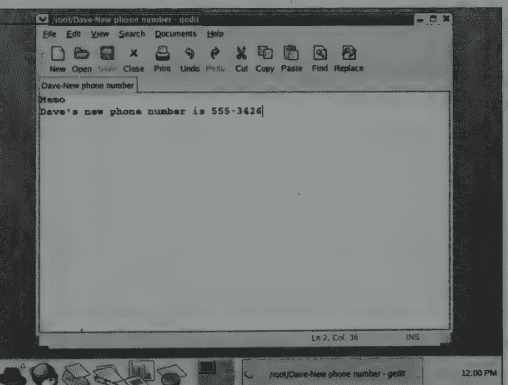 /root/Dave-New phone number - gedit
File Edit View Search Documents Help
New Open Save Close Print Undo Redo Cut Copy Paste Find Replace
Dave-New phone number
Memo
Dave's new phone number is 555-3426
Ln 2, Col. 36 INS
/root/Dave-New phone number - gedit 12:00 PM